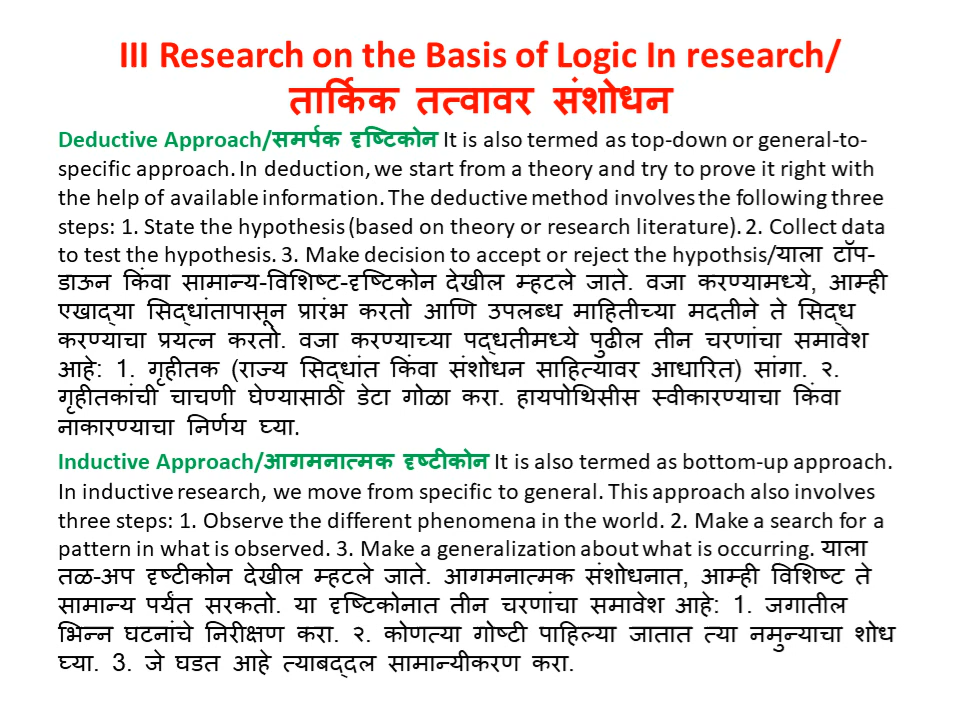 III Research on the Basis of Logic In research/
तार्किक तत्वावर संशोधन
Deductive Approach/समर्पक दृष्टिकोन It is also termed as top-down or general-to-
specific approach. In deduction, we start from a theory and try to prove it right with
the help of available information. The deductive method involves the following three
steps: 1. State the hypothesis (based on theory or research literature). 2. Collect data
to test the hypothesis. 3. Make decision to accept or reject the hypothsis/याला टॉप-
डाऊन किंवा सामान्य-विशिष्ट-दृष्टिकोन देखील म्हटले जाते. वजा करण्यामध्ये, आम्ही
एखाद्या सिद्धांतापासून प्रारंभ करतो आणि उपलब्ध माहितीच्या मदतीने ते सिद्ध
करण्याचा प्रयत्न करतो. वजा करण्याच्या पद्धतीमध्ये पुढील तीन चरणांचा समावेश
आहे: 1. गृहीतक (राज्य सिद्धांत किंवा संशोधन साहित्यावर आधारित) सांगा. २.
गृहीतकांची चाचणी घेण्यासाठी डेटा गोळा करा. हायपोथिसीस स्वीकारण्याचा किंवा
नाकारण्याचा निर्णय घ्या.
Inductive Approach/आगमनात्मक दृष्टीकोन It is also termed as bottom-up approach.
In inductive research, we move from specific to general. This approach also involves
three steps: 1. Observe the different phenomena in the world. 2. Make a search for a
pattern in what is observed. 3. Make a generalization about what is occurring. याला
तळ-अप दृष्टीकोन देखील म्हटले जाते. आगमनात्मक संशोधनात, आम्ही विशिष्ट ते
सामान्य पर्यंत सरकतो. या दृष्टिकोनात तीन चरणांचा समावेश आहे: 1. जगातील
भिन्न घटनांचे निरीक्षण करा. २. कोणत्या गोष्टी पाहिल्या जातात त्या नमुन्याचा शोध
घ्या. 3. जे घडत आहे त्याबद्दल सामान्यीकरण करा.